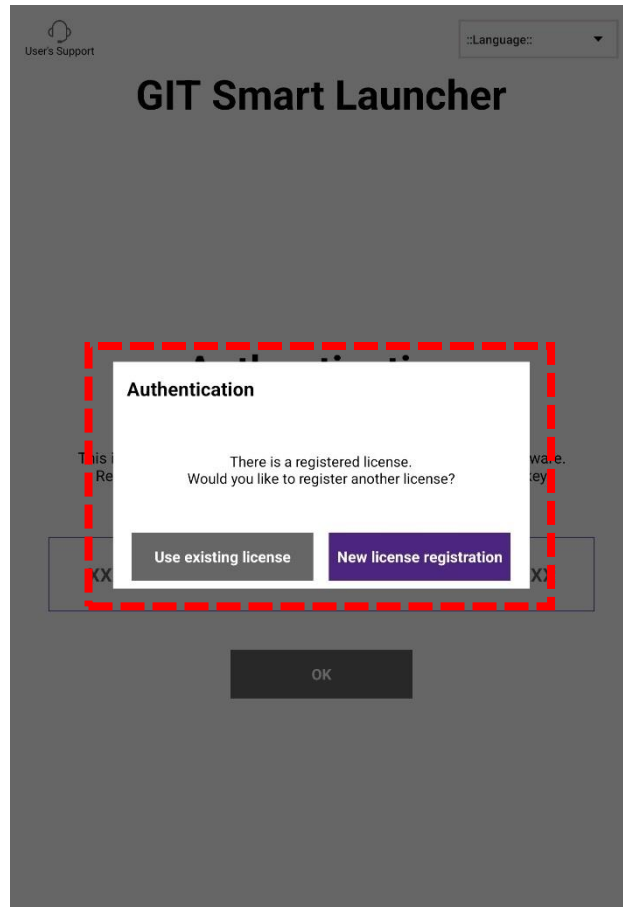 User's Support
::Language::
GIT Smart Launcher
Authentication
There is a registered license.
Would you like to register another license?
Use existing license
New license registration
OK